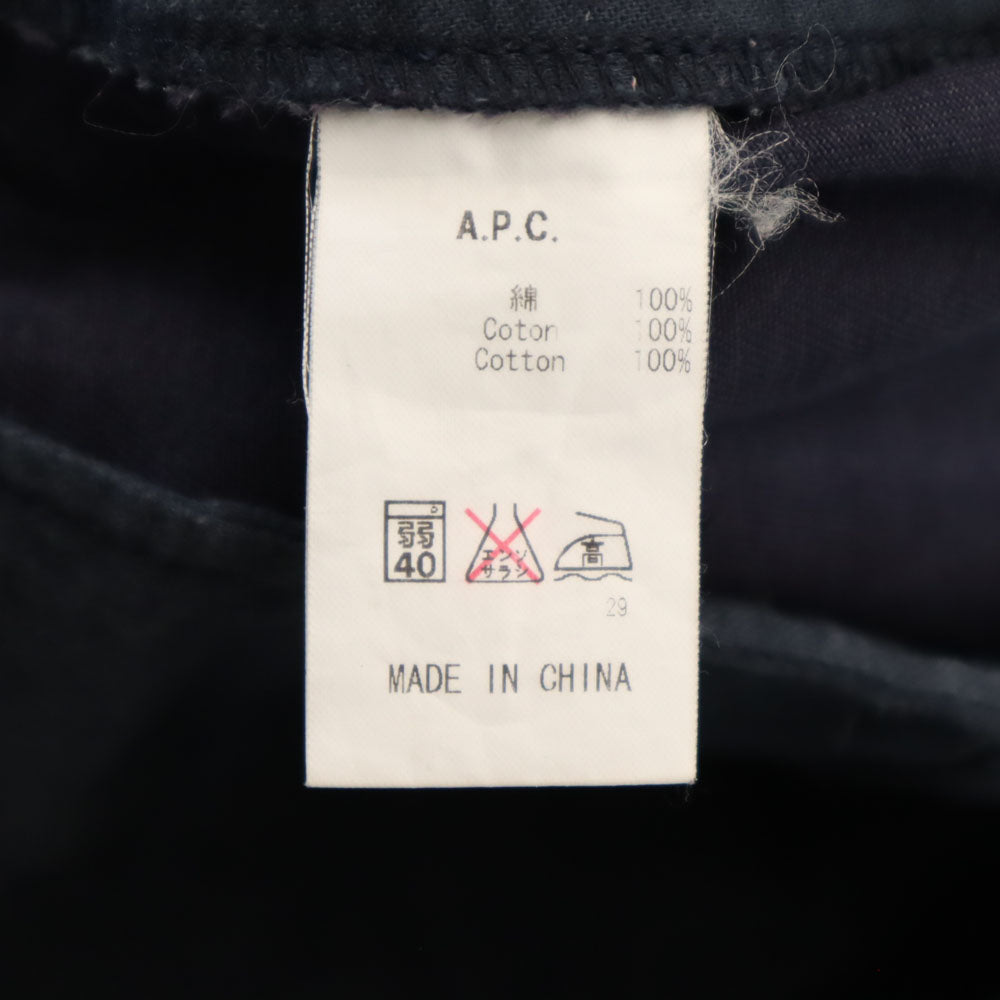 A.P.C.
綿 100%
Coton 100%
Cotton 100%
弱
40
エンソ
サラシ
高
29
MADE IN CHINA